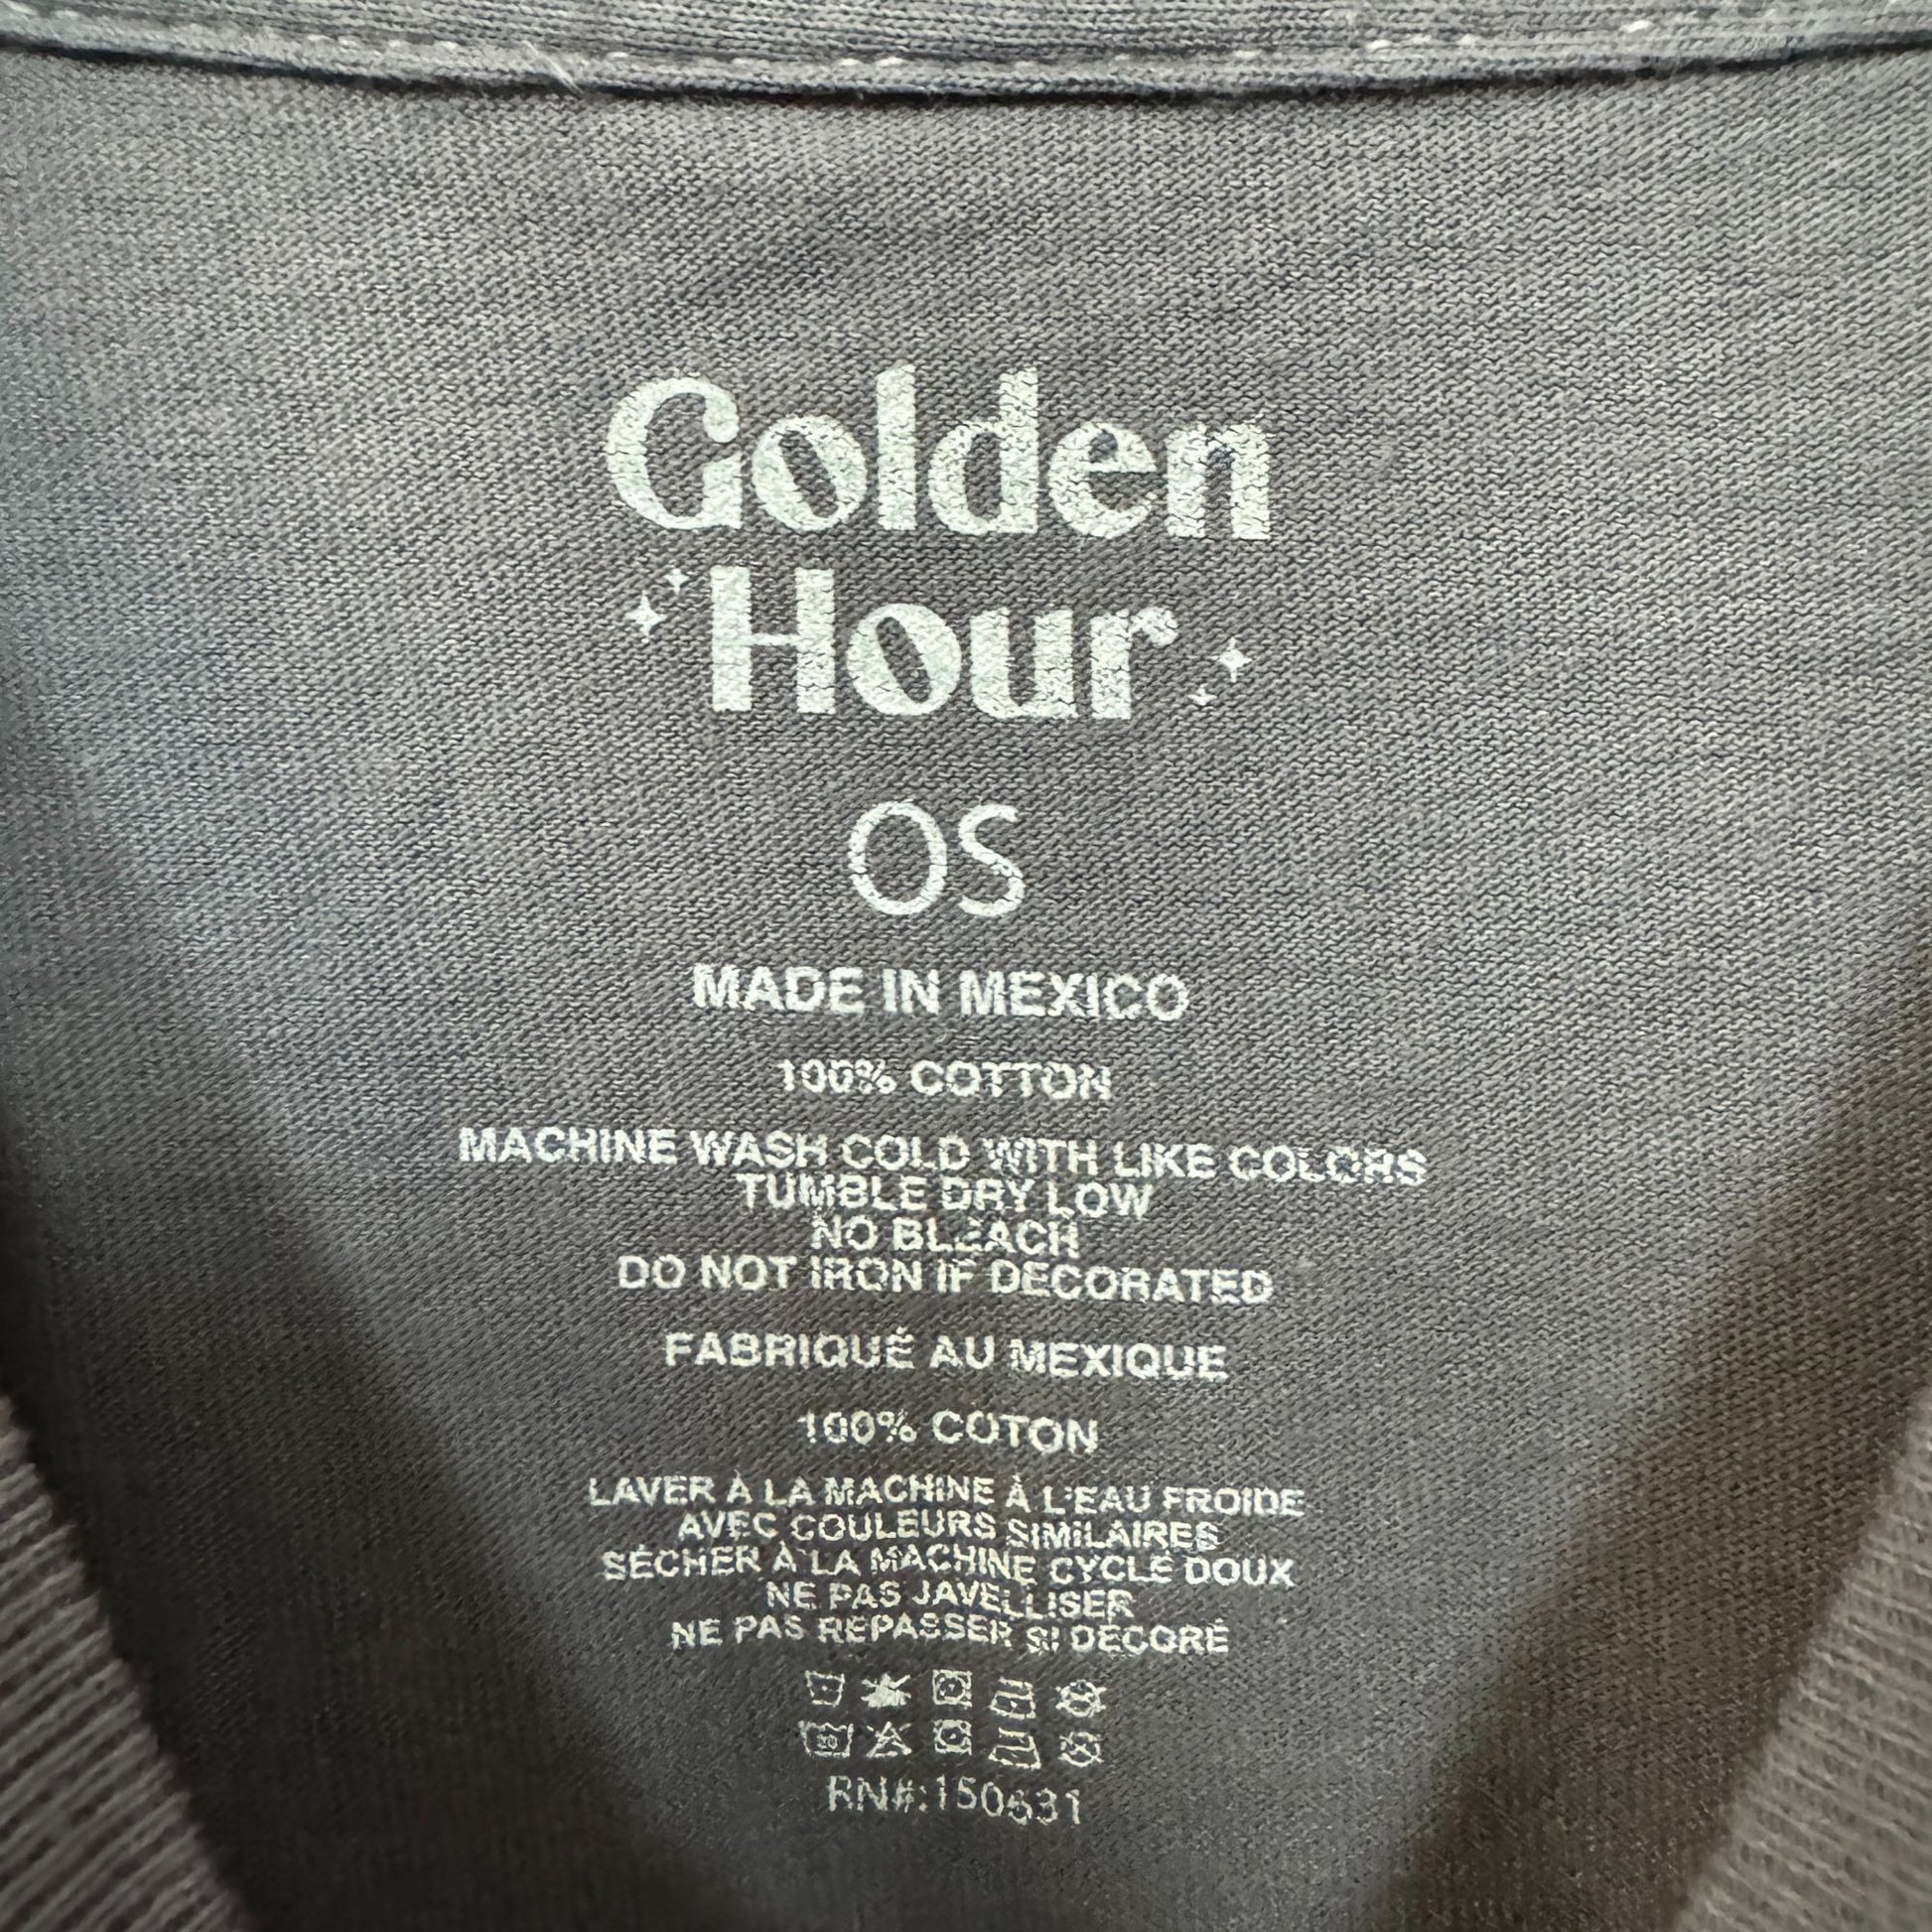 Golden
Hour
OS
MADE IN MEXICO
100% COTTON
MACHINE WASH COLD WITH LIKE COLORS
TUMBLE DRY LOW
NO BLEACH
DO NOT IRON IF DECORATED
FABRIQUÉ AU MEXIQUE
100% COTON
LAVER À LA MACHINE À L'EAU FROIDE
AVEC COULEURS SIMILAIRES
SÉCHER À LA MACHINE CYCLE DOUX
NE PAS JAVELLISER
NE PAS REPASSER SI DÉCORÉ
RN#:150631